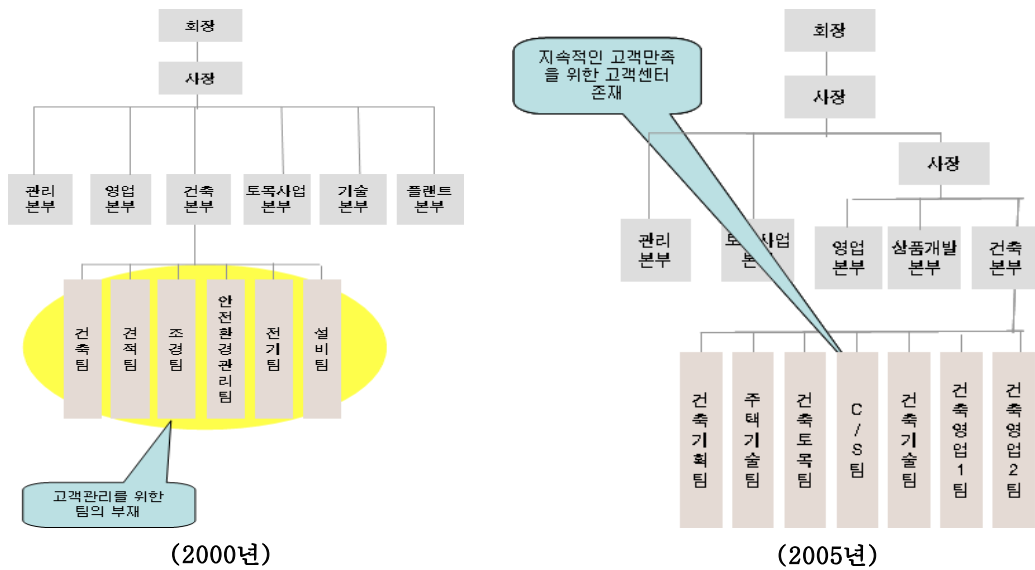 회장
사장
관리
본부
영업
본부
건축
본부
토목사업
본부
기술
본부
플랜트
본부
건축팀
견적팀
조경팀
안전환경관리팀
전기팀
설비팀
고객관리를 위한
팀의 부재
(2000년)
회장
지속적인 고객만족
을 위한 고객센터
존재
사장
사장
관리
본부
사업
영업
본부
상품개발
본부
건축
본부
건축기획팀
주택기술팀
건축토목팀
C/S팀
건축기술팀
건축영업1팀
건축영업2팀
(2005년)